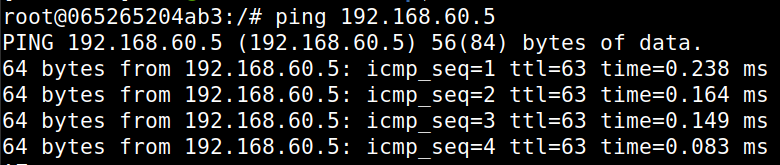 root@065265204ab3:/# ping 192.168.60.5
PING 192.168.60.5 (192.168.60.5) 56(84) bytes of data.
64 bytes from 192.168.60.5: icmp_seq=1 ttl=63 time=0.238 ms
64 bytes from 192.168.60.5: icmp_seq=2 ttl=63 time=0.164 ms
64 bytes from 192.168.60.5: icmp_seq=3 ttl=63 time=0.149 ms
64 bytes from 192.168.60.5: icmp_seq=4 ttl=63 time=0.083 ms